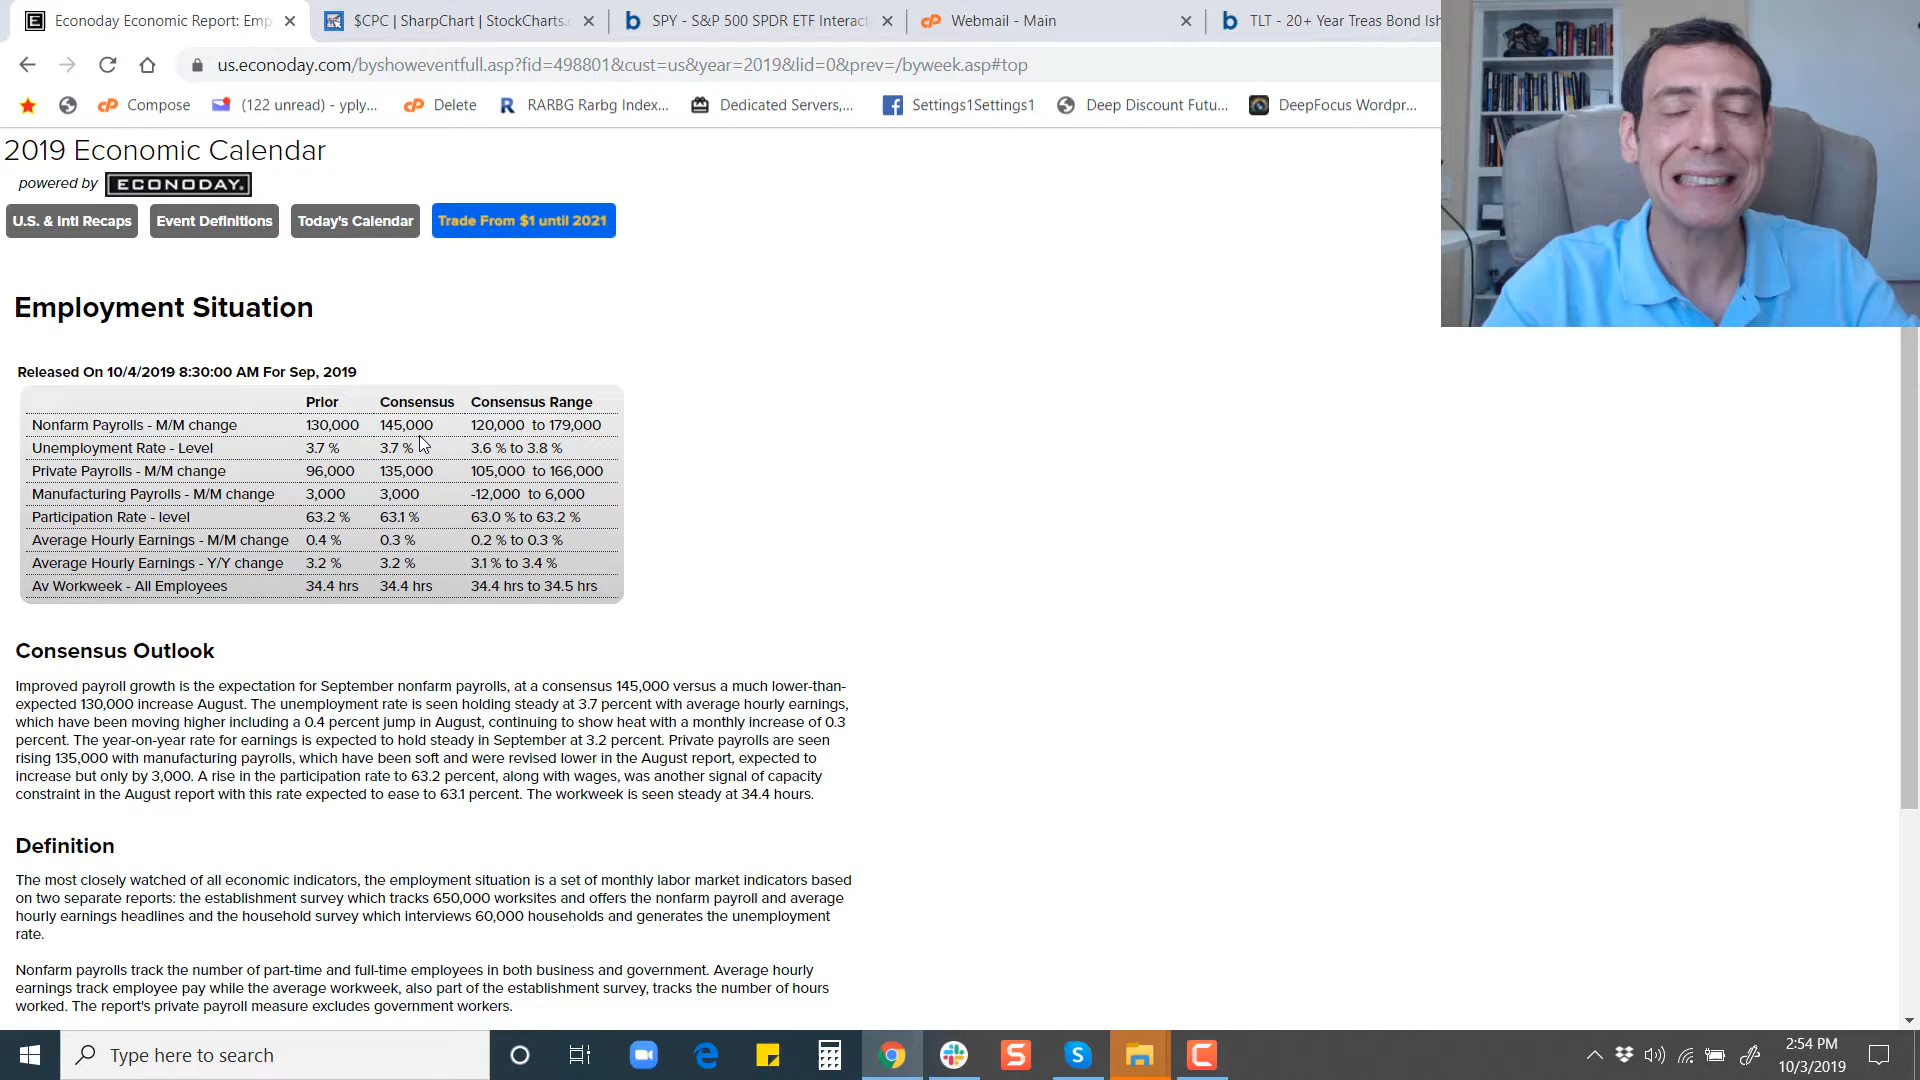 Econoday Economic Report: Emp
$CPC | SharpChart | StockCharts.c
SPY - S&P 500 SPDR ETF Interact
Webmail - Main
TLT - 20+ Year Treas Bond Ish
us.econoday.com/byshoweventfull.asp?fid=498801&cust=us&year=2019&lid=0&prev=/byweek.asp#top
Compose
(122 unread) - yply...
Delete
RARBG Rarbg Index...
Dedicated Servers,...
Settings1Settings1
Deep Discount Futu...
DeepFocus Wordpr...
2019 Economic Calendar
powered by ECONODAY.
U.S. & Intl Recaps
Event Definitions
Today's Calendar
Trade From $1 until 2021
Employment Situation
Released On 10/4/2019 8:30:00 AM For Sep, 2019
Prior Consensus Consensus Range
Nonfarm Payrolls - M/M change 130,000 145,000 120,000 to 179,000
Unemployment Rate - Level 3.7 % 3.7 % 3.6 % to 3.8 %
Private Payrolls - M/M change 96,000 135,000 105,000 to 166,000
Manufacturing Payrolls - M/M change 3,000 3,000 -12,000 to 6,000
Participation Rate - level 63.2 % 63.1 % 63.0 % to 63.2 %
Average Hourly Earnings - M/M change 0.4 % 0.3 % 0.2 % to 0.3 %
Average Hourly Earnings - Y/Y change 3.2 % 3.2 % 3.1 % to 3.4 %
Av Workweek - All Employees 34.4 hrs 34.4 hrs 34.4 hrs to 34.5 hrs
Consensus Outlook
Improved payroll growth is the expectation for September nonfarm payrolls, at a consensus 145,000 versus a much lower-than-
expected 130,000 increase August. The unemployment rate is seen holding steady at 3.7 percent with average hourly earnings,
which have been moving higher including a 0.4 percent jump in August, continuing to show heat with a monthly increase of 0.3
percent. The year-on-year rate for earnings is expected to hold steady in September at 3.2 percent. Private payrolls are seen
rising 135,000 with manufacturing payrolls, which have been soft and were revised lower in the August report, expected to
increase but only by 3,000. A rise in the participation rate to 63.2 percent, along with wages, was another signal of capacity
constraint in the August report with this rate expected to ease to 63.1 percent. The workweek is seen steady at 34.4 hours.
Definition
The most closely watched of all economic indicators, the employment situation is a set of monthly labor market indicators based
on two separate reports: the establishment survey which tracks 650,000 worksites and offers the nonfarm payroll and average
hourly earnings headlines and the household survey which interviews 60,000 households and generates the unemployment
rate.
Nonfarm payrolls track the number of part-time and full-time employees in both business and government. Average hourly
earnings track employee pay while the average workweek, also part of the establishment survey, tracks the number of hours
worked. The report's private payroll measure excludes government workers.
Type here to search
2:54 PM
10/3/2019